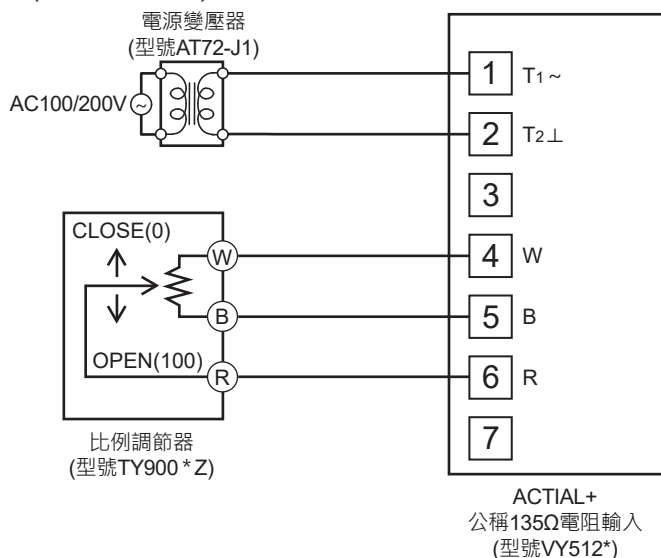 電源變壓器
(型號AT72-J1)
AC100/200V
~
1 T1~
2 T2⊥
3
CLOSE(0)
W
4 W
B
5 B
OPEN(100)
R
6 R
7
比例調節器
(型號TY900*Z)
ACTIAL+
公稱135Ω電阻輸入
(型號VY512*)